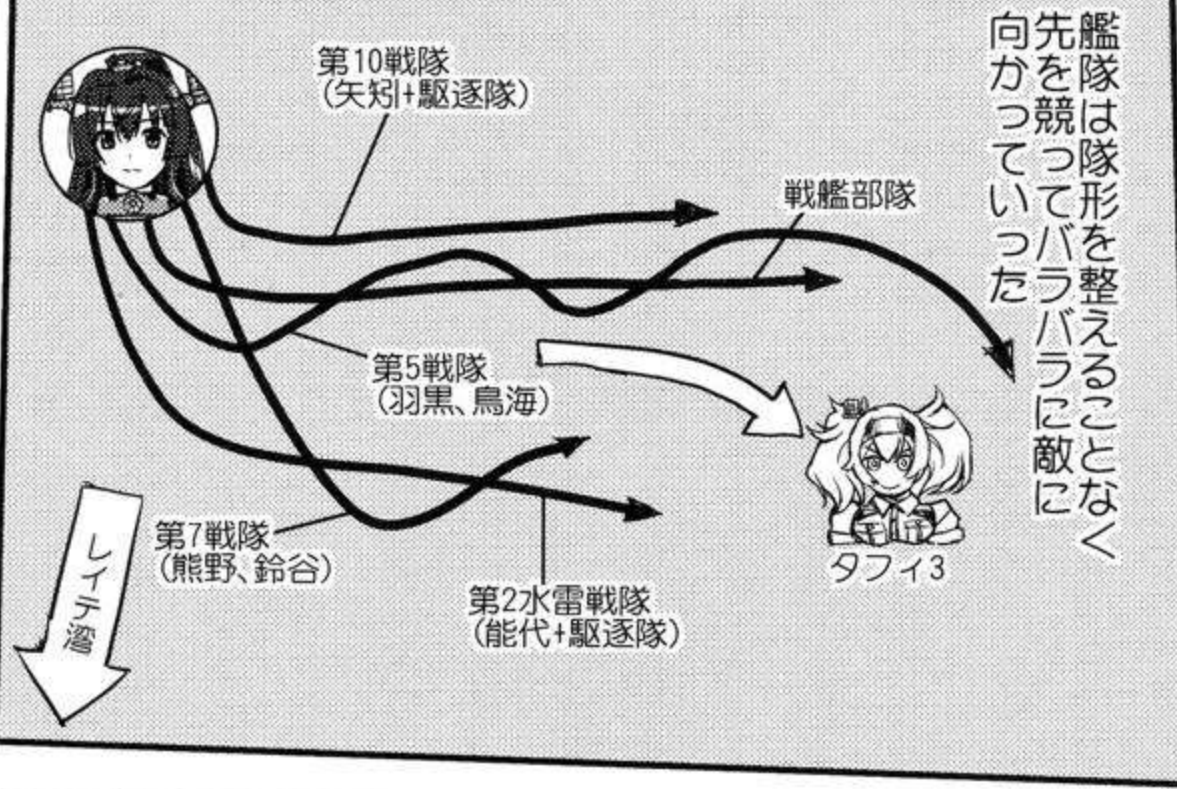 艦隊は隊形を整えることなく
先を競ってバラバラに敵に
向かっていった
第10戦隊
(矢矧+駆逐隊)
戦艦部隊
第5戦隊
(羽黒、鳥海)
タフィ3
第7戦隊
(熊野、鈴谷)
第2水雷戦隊
(能代+駆逐隊)
レイテ湾